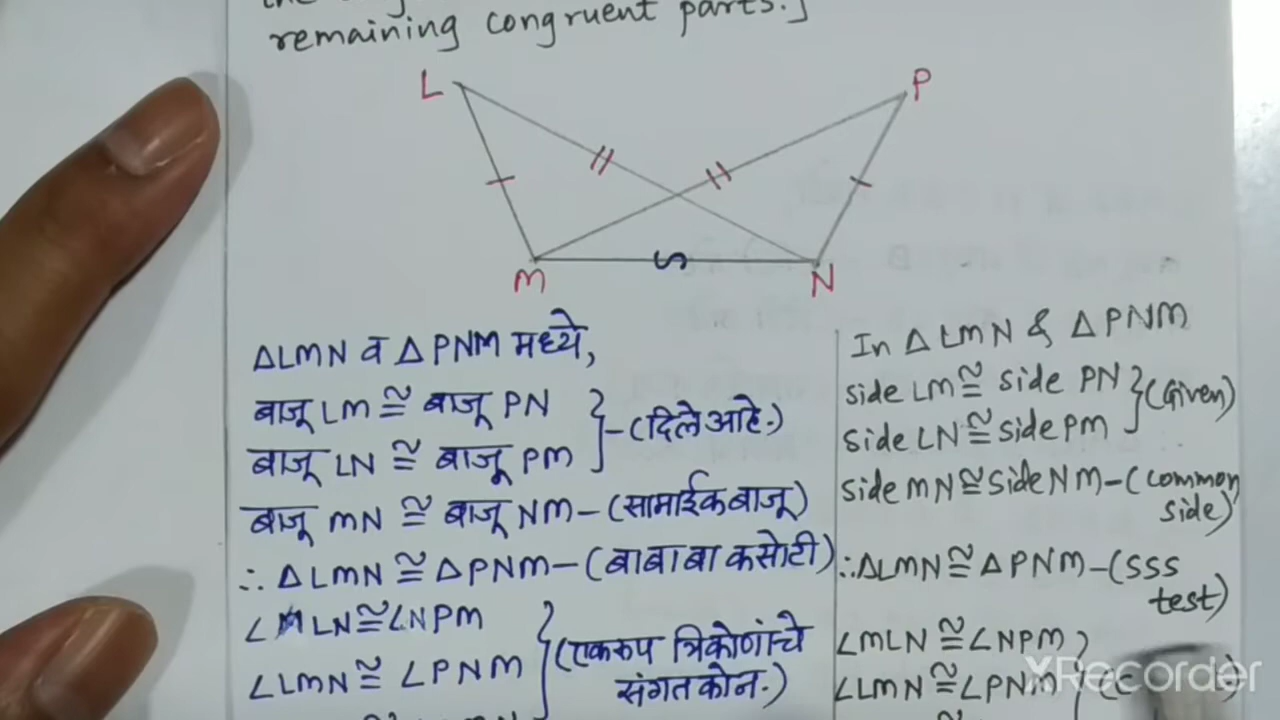 remaining congruent parts.]
L
P
M
N
ΔLMN व ΔPNM मध्ये,
बाजू LM ≅ बाजू PN
बाजू LN ≅ बाजू PM
} - (दिले आहे.)
बाजू MN ≅ बाजू NM - (सामाईक बाजू)
∴ ΔLMN ≅ ΔPNM - (बाबाबा कसोटी)
∠MLN ≅ ∠NPM
∠LMN ≅ ∠PNM
} (एकरुप त्रिकोणांचे
संगतकोन.)
In ΔLMN & ΔPNM
side LM ≅ side PN
side LN ≅ side PM
} (Given)
side MN ≅ side NM - (common
side)
∴ ΔLMN ≅ ΔPNM - (SSS
test)
∠MLN ≅ ∠NPM
∠LMN ≅ ∠PNM
XRecorder